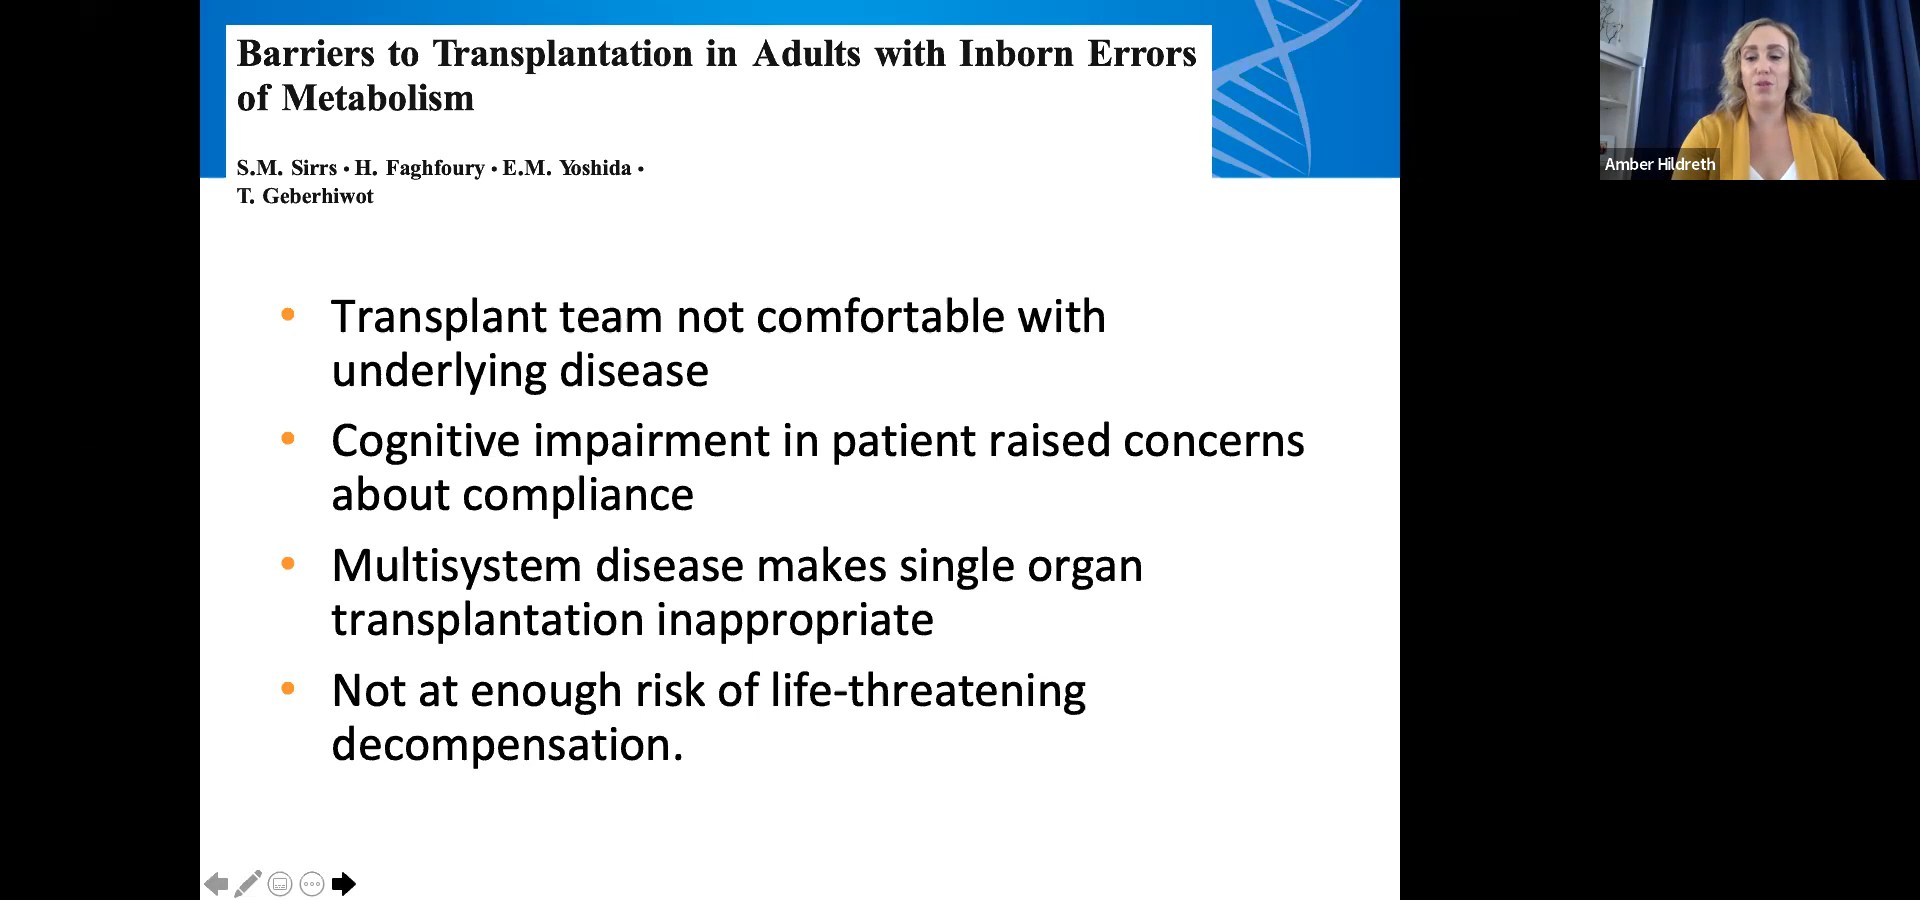 Barriers to Transplantation in Adults with Inborn Errors
of Metabolism
S.M. Sirrs • H. Faghfoury • E.M. Yoshida •
T. Geberhiwot
• Transplant team not comfortable with
underlying disease
• Cognitive impairment in patient raised concerns
about compliance
• Multisystem disease makes single organ
transplantation inappropriate
• Not at enough risk of life-threatening
decompensation.
Amber Hildreth